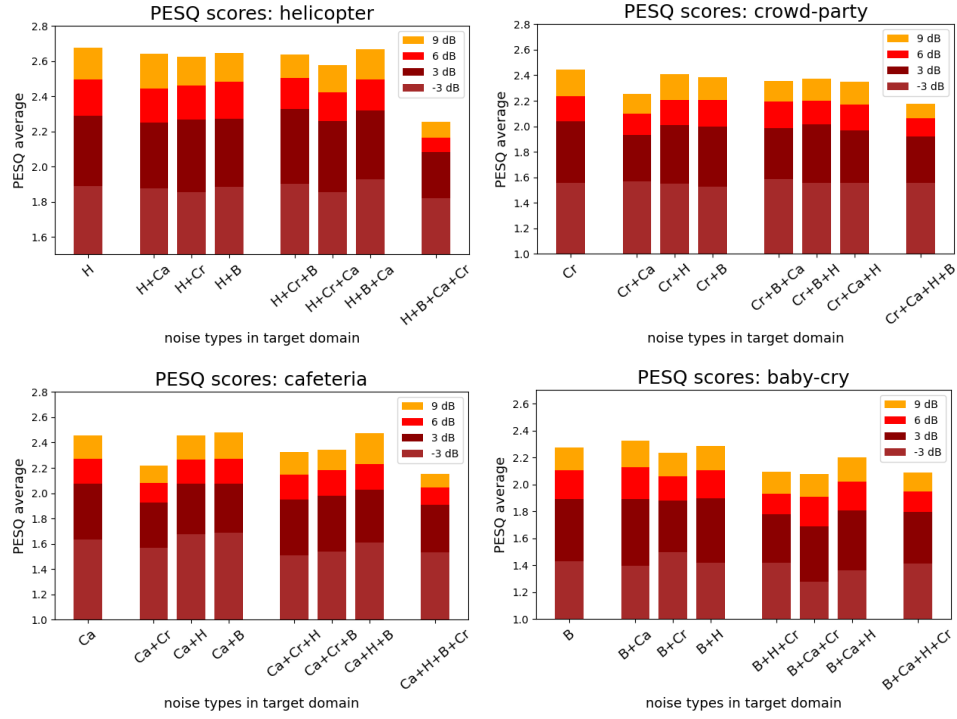 PESQ scores: helicopter
PESQ average
2.8
2.6
2.4
2.2
2.0
1.8
1.6
9 dB
6 dB
3 dB
-3 dB
H
H+Ca
H+Cr
H+B
H+Cr+B
H+Cr+Ca
H+B+Ca
H+B+Ca+Cr
noise types in target domain
PESQ scores: crowd-party
PESQ average
2.8
2.6
2.4
2.2
2.0
1.8
1.6
1.4
1.2
1.0
9 dB
6 dB
3 dB
-3 dB
Cr
Cr+Ca
Cr+H
Cr+B
Cr+B+Ca
Cr+B+H
Cr+Ca+H
Cr+Ca+H+B
noise types in target domain
PESQ scores: cafeteria
PESQ average
2.8
2.6
2.4
2.2
2.0
1.8
1.6
1.4
1.2
1.0
9 dB
6 dB
3 dB
-3 dB
Ca
Ca+Cr
Ca+H
Ca+B
Ca+Cr+H
Ca+Cr+B
Ca+H+B
Ca+H+B+Cr
noise types in target domain
PESQ scores: baby-cry
PESQ average
2.6
2.4
2.2
2.0
1.8
1.6
1.4
1.2
1.0
9 dB
6 dB
3 dB
-3 dB
B
B+Ca
B+Cr
B+H
B+H+Cr
B+Ca+Cr
B+Ca+H
B+Ca+H+Cr
noise types in target domain